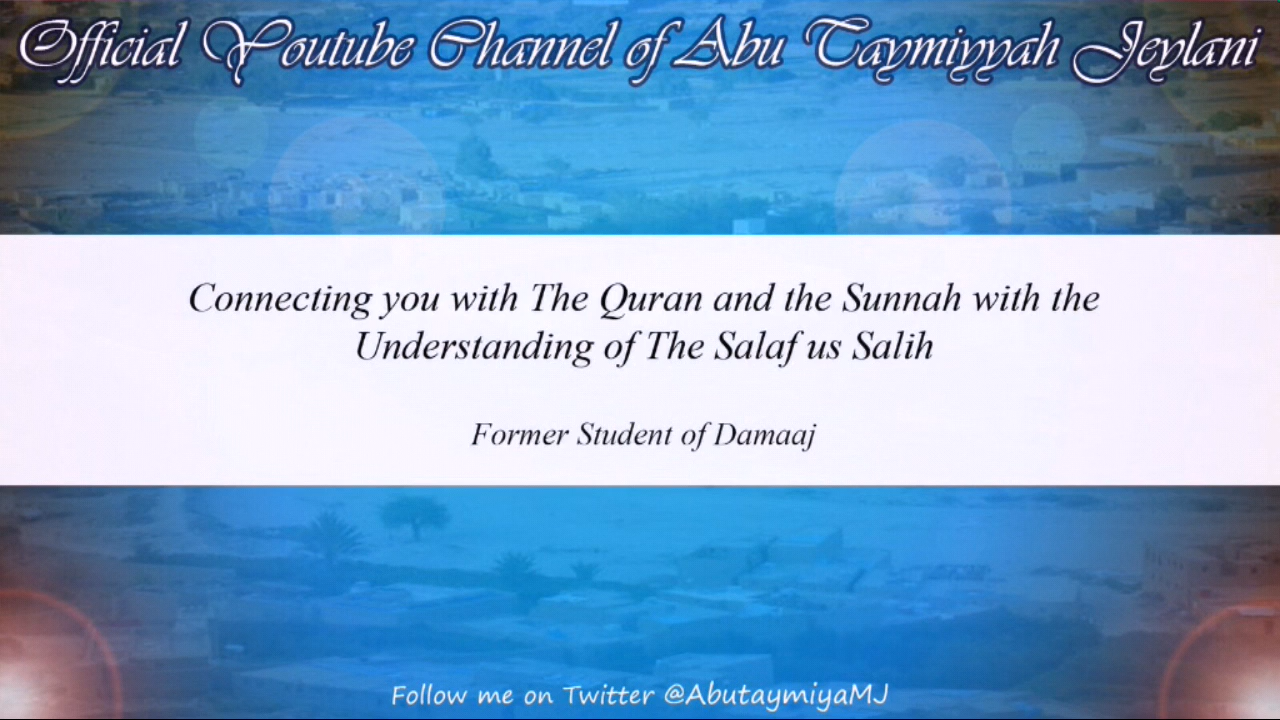 Official Youtube Channel of Abu Taymiyyah Jeylani
Connecting you with The Quran and the Sunnah with the
Understanding of The Salaf us Salih
Former Student of Damaaj
Follow me on Twitter @AbutaymiyaMJ